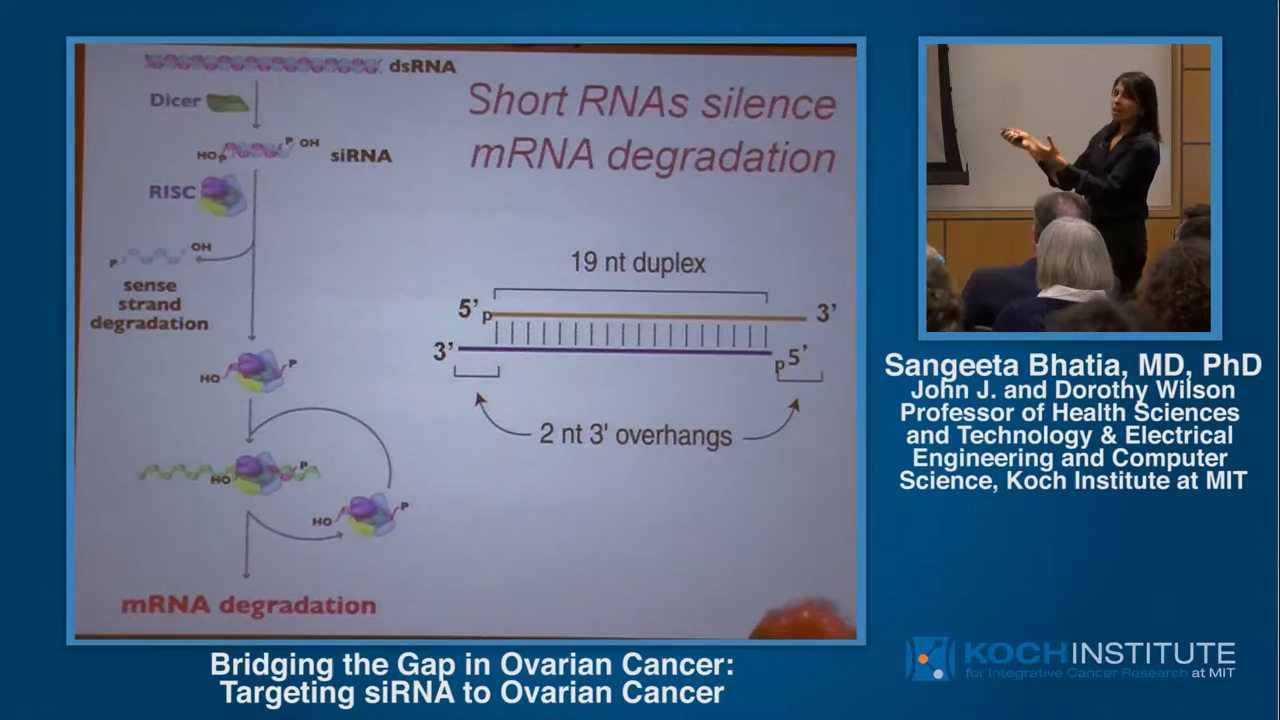 dsRNA
Dicer
HO P
P OH
siRNA
RISC
OH
P
sense
strand
degradation
P
HO
P
HO
HO
P
mRNA degradation
Short RNAs silence
mRNA degradation
19 nt duplex
5' p
3'
3'
p 5'
2 nt 3' overhangs
Sangeeta Bhatia, MD, PhD
John J. and Dorothy Wilson
Professor of Health Sciences
and Technology & Electrical
Engineering and Computer
Science, Koch Institute at MIT
Bridging the Gap in Ovarian Cancer:
Targeting siRNA to Ovarian Cancer
KOCH INSTITUTE
for Integrative Cancer Research at MIT